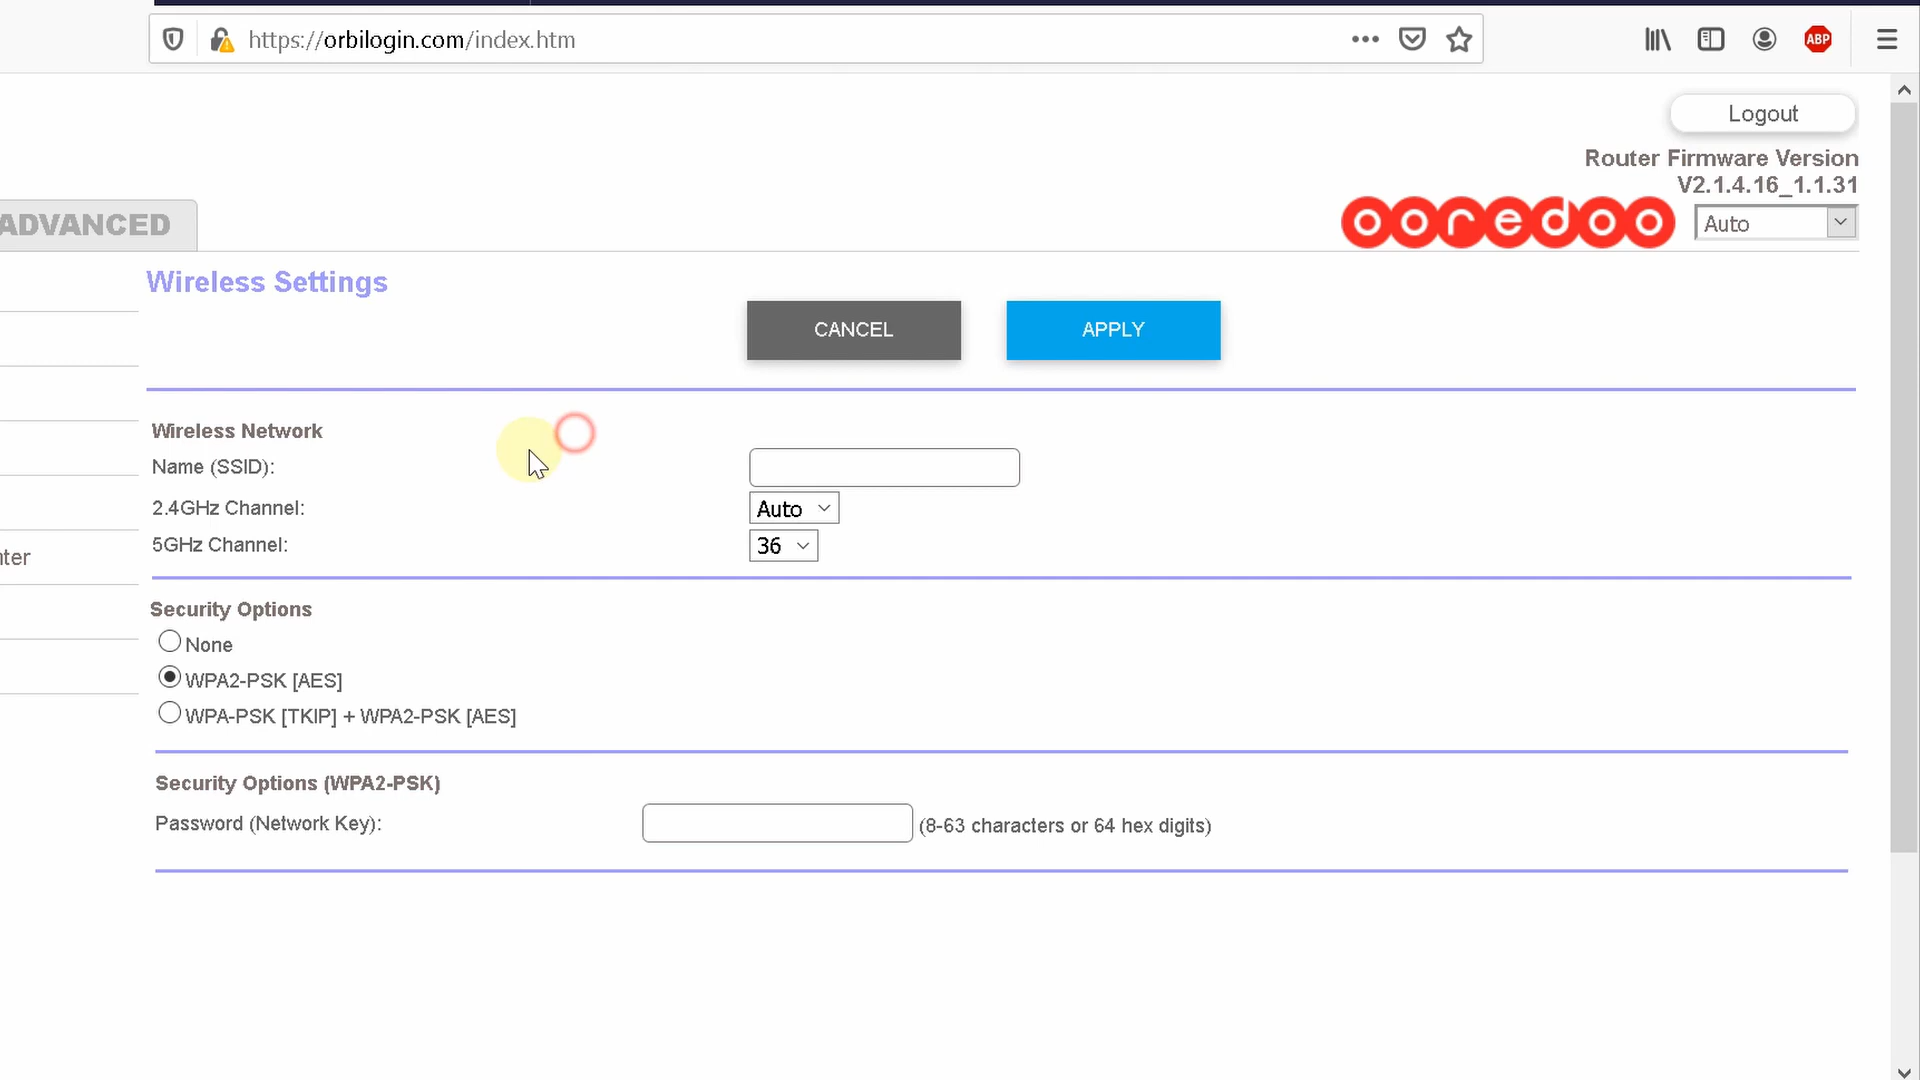 https://orbilogin.com/index.htm
ABP
Logout
Router Firmware Version
V2.1.4.16_1.1.31
ADVANCED
ooredoo
Auto
Wireless Settings
CANCEL
APPLY
Wireless Network
Name (SSID):
2.4GHz Channel:
Auto
5GHz Channel:
36
nter
Security Options
None
WPA2-PSK [AES]
WPA-PSK [TKIP] + WPA2-PSK [AES]
Security Options (WPA2-PSK)
Password (Network Key):
(8-63 characters or 64 hex digits)